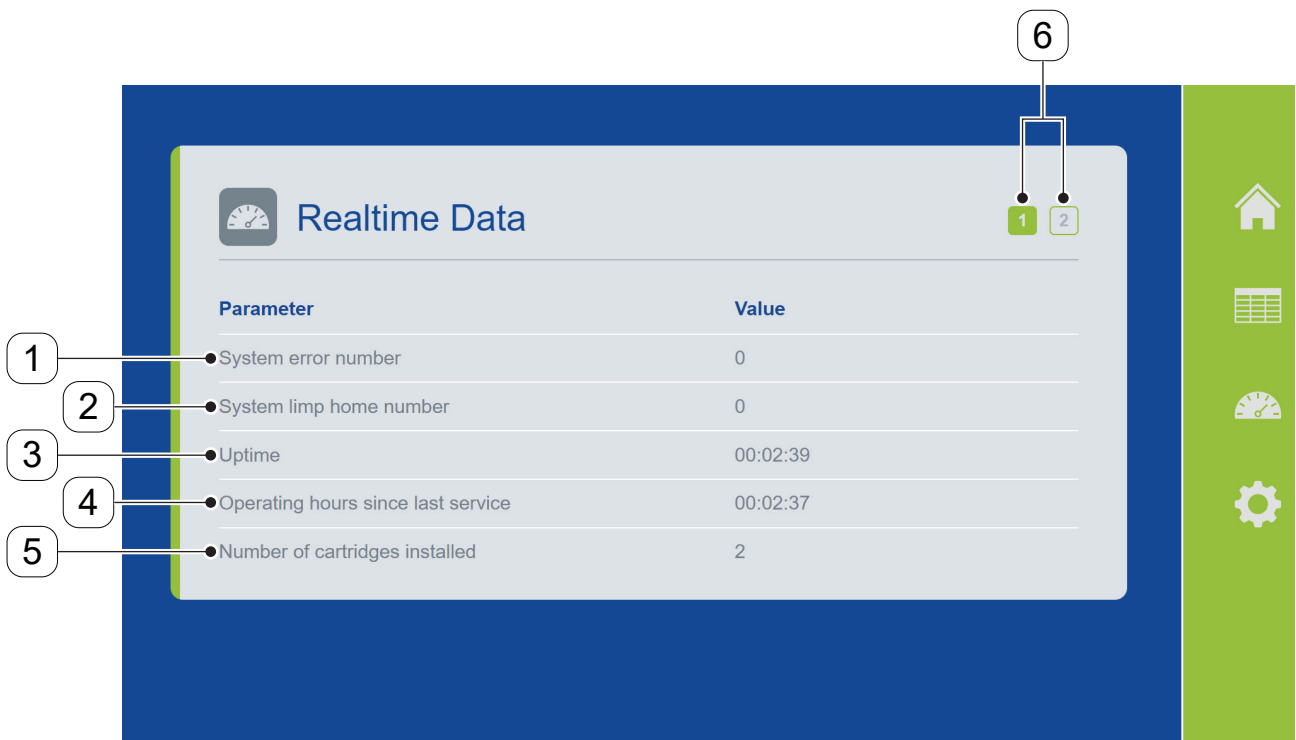 6
Realtime Data
1 2
Parameter Value
1 System error number 0
2 System limp home number 0
3 Uptime 00:02:39
4 Operating hours since last service 00:02:37
5 Number of cartridges installed 2